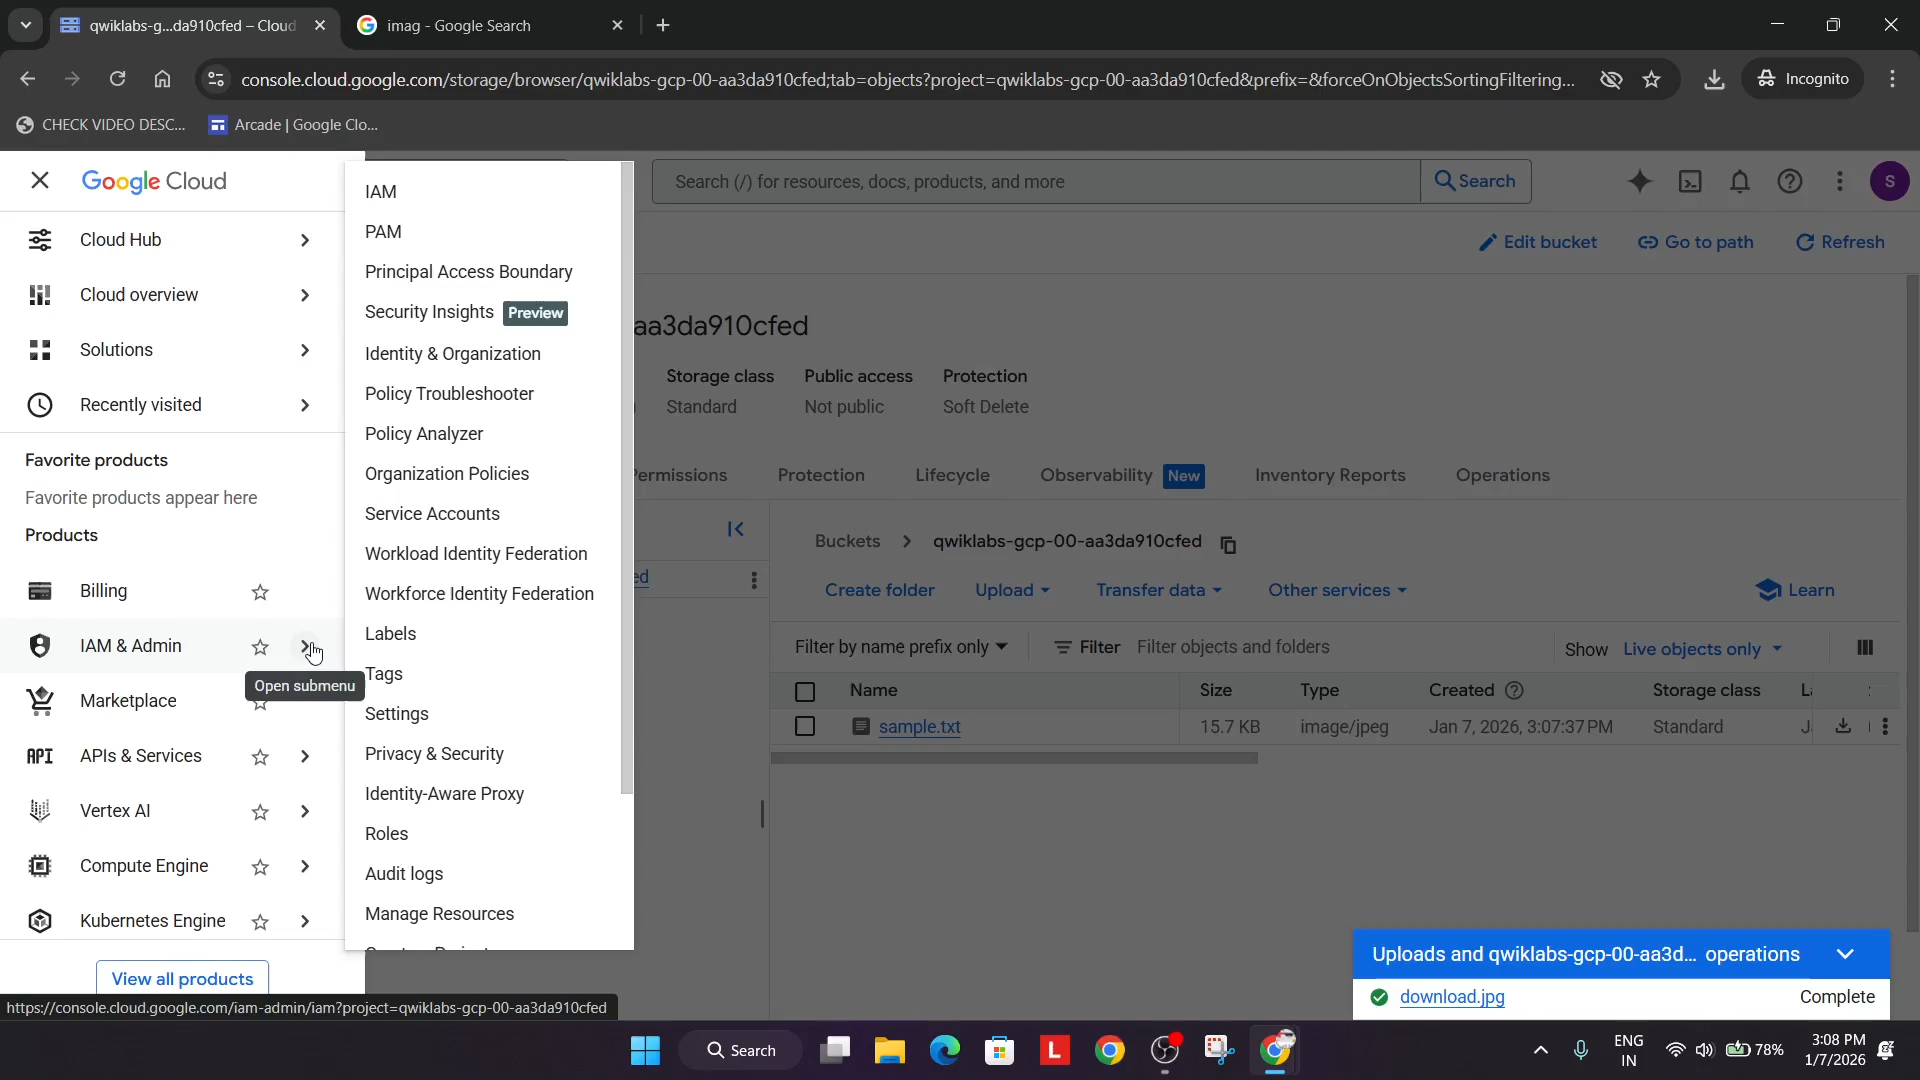 qwiklabs-g...da910cfed – Cloud
imag - Google Search
console.cloud.google.com/storage/browser/qwiklabs-gcp-00-aa3da910cfed;tab=objects?project=qwiklabs-gcp-00-aa3da910cfed&prefix=&forceOnObjectsSortingFiltering...
Incognito
CHECK VIDEO DESC...
Arcade | Google Clo...
Google Cloud
Search (/) for resources, docs, products, and more
Search
S
Cloud Hub
Cloud overview
Solutions
Recently visited
Favorite products
Favorite products appear here
Products
Billing
IAM & Admin
Open submenu
Marketplace
APIs & Services
Vertex AI
Compute Engine
Kubernetes Engine
View all products
https://console.cloud.google.com/iam-admin/iam?project=qwiklabs-gcp-00-aa3da910cfed
IAM
PAM
Principal Access Boundary
Security Insights Preview
Identity & Organization
Policy Troubleshooter
Policy Analyzer
Organization Policies
Service Accounts
Workload Identity Federation
Workforce Identity Federation
Labels
Tags
Settings
Privacy & Security
Identity-Aware Proxy
Roles
Audit logs
Manage Resources
Edit bucket
Go to path
Refresh
aa3da910cfed
Storage class Public access Protection
Standard Not public Soft Delete
Permissions Protection Lifecycle Observability New Inventory Reports Operations
ed
Buckets > qwiklabs-gcp-00-aa3da910cfed
Create folder Upload Transfer data Other services Learn
Filter by name prefix only Filter Filter objects and folders Show Live objects only
Name Size Type Created Storage class La
sample.txt 15.7 KB image/jpeg Jan 7, 2026, 3:07:37 PM Standard Ja
Uploads and qwiklabs-gcp-00-aa3d... operations
download.jpg Complete
Search
L
ENG
IN
78%
3:08 PM
1/7/2026